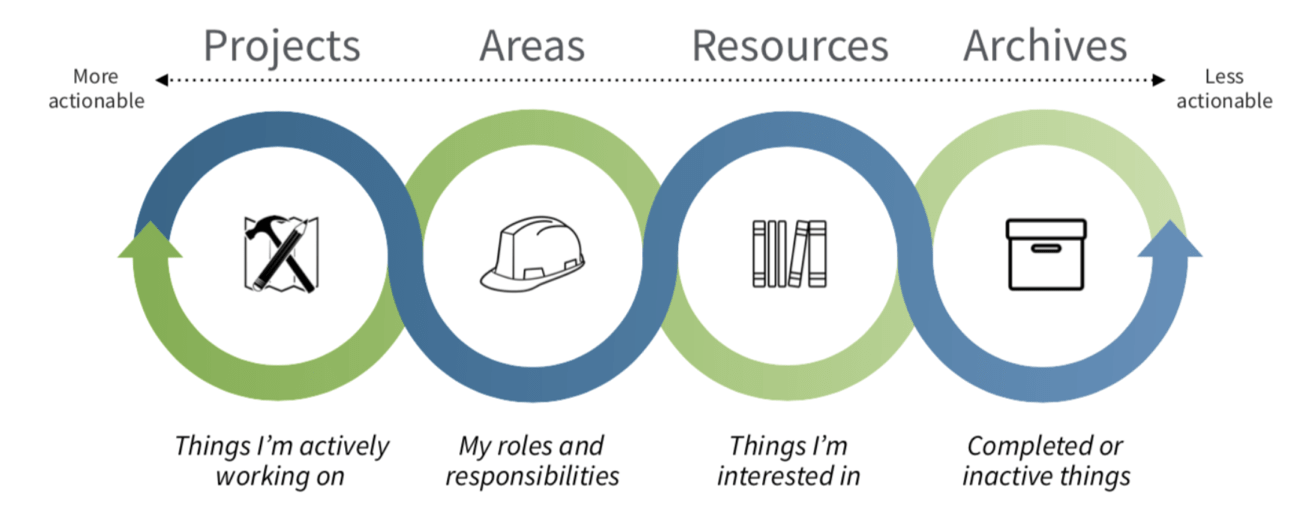 Projects
Areas
Resources
Archives
More
actionable
Less
actionable
Things I’m actively
working on
My roles and
responsibilities
Things I’m
interested in
Completed or
inactive things